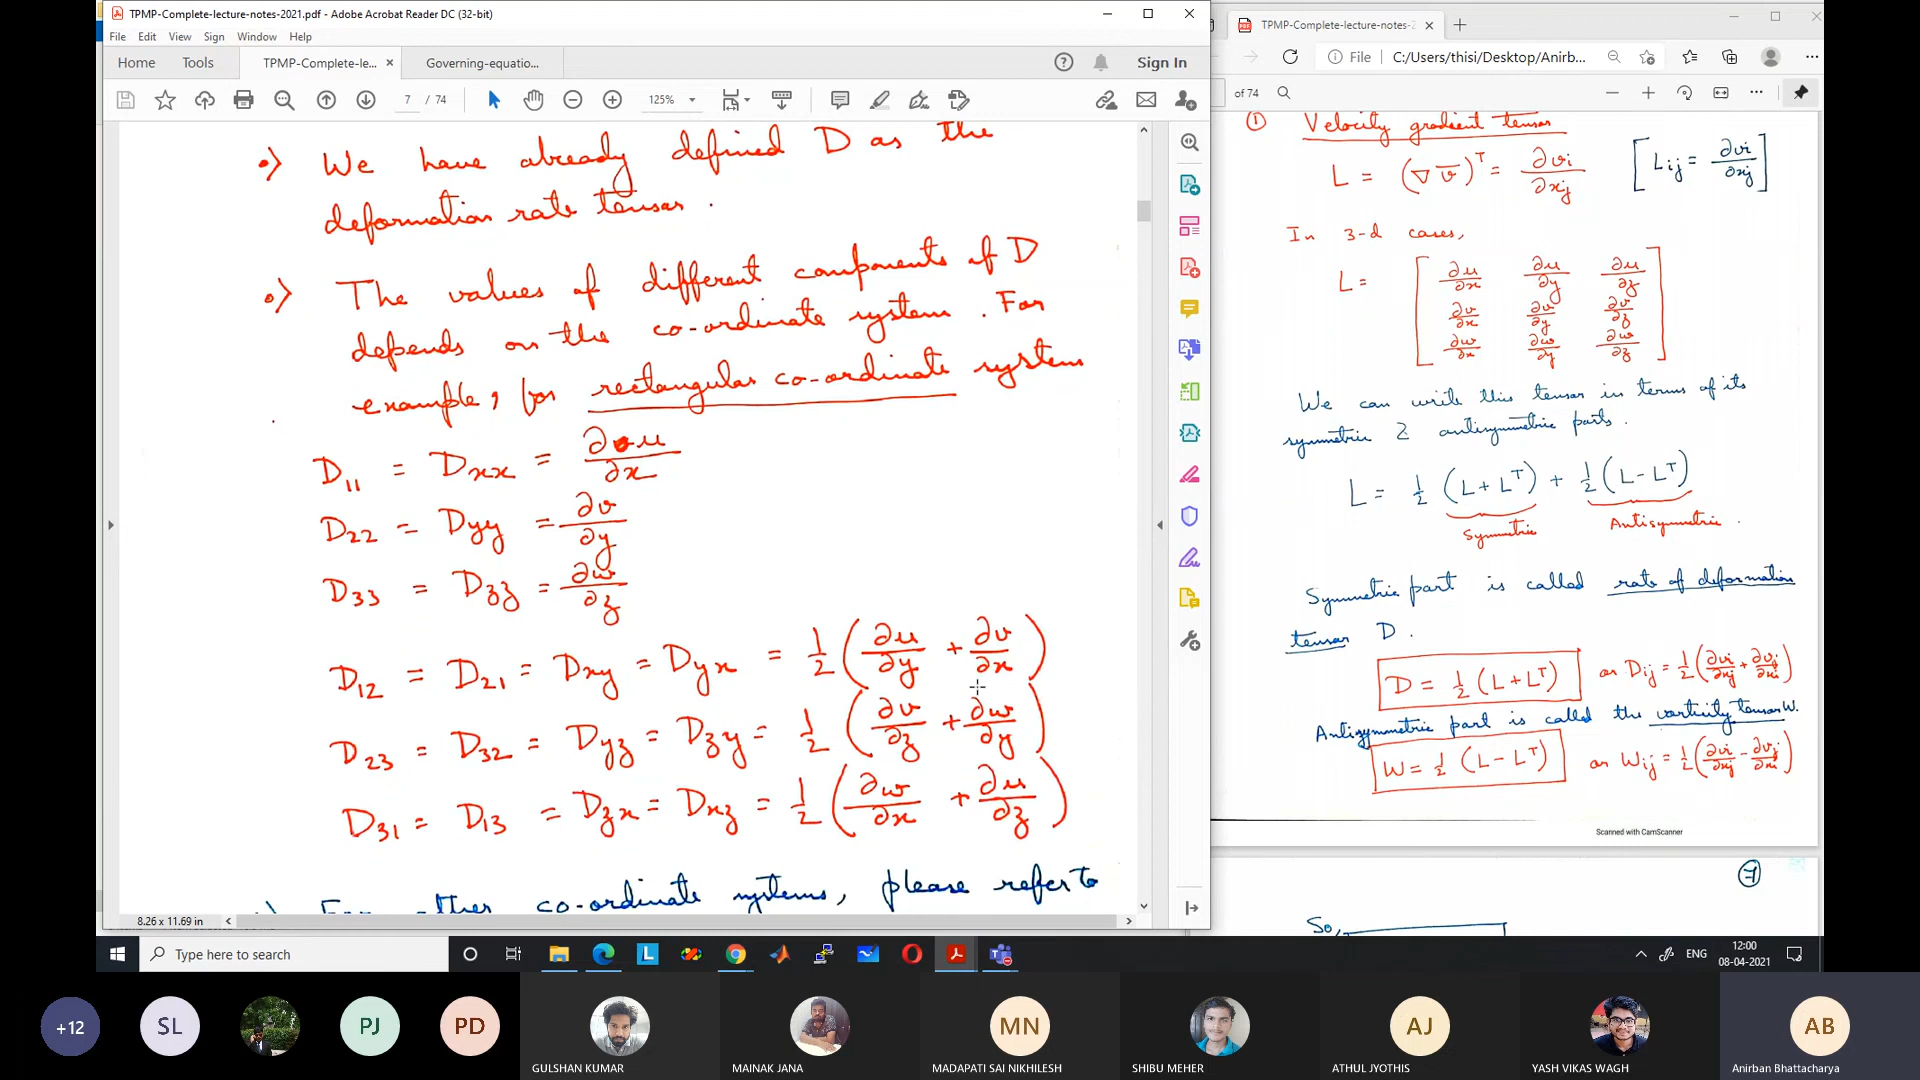 TPMP-Complete-lecture-notes-2021.pdf - Adobe Acrobat Reader DC (32-bit)
File Edit View Sign Window Help
Home Tools TPMP-Complete-le... × Governing-equatio... Sign In
7 / 74 125%
•) We have already defined D as the
deformation rate tensor.
•) The values of different components of D
depends on the co-ordinate system. For
example, for rectangular co-ordinate system
D₁₁ = Dxx = ∂u/∂x
D₂₂ = Dyy = ∂v/∂y
D₃₃ = Dzz = ∂w/∂z
D₁₂ = D₂₁ = Dxy = Dyx = 1/2 (∂u/∂y + ∂v/∂x)
D₂₃ = D₃₂ = Dyz = Dzy = 1/2 (∂v/∂z + ∂w/∂y)
D₃₁ = D₁₃ = Dzx = Dxz = 1/2 (∂w/∂x + ∂u/∂z)
co-ordinate systems, please refer to
8.26 x 11.69 in
TPMP-Complete-lecture-notes-2
File C:/Users/thisi/Desktop/Anirb...
of 74
① Velocity gradient tensor
L = (∇v̄)ᵀ = ∂vi/∂xj [Lij = ∂vi/∂xj]
In 3-d cases,
L = [ ∂u/∂x ∂u/∂y ∂u/∂z
∂v/∂x ∂v/∂y ∂v/∂z
∂w/∂x ∂w/∂y ∂w/∂z ]
We can write this tensor in terms of its
symmetric & antisymmetric parts.
L = 1/2 (L + Lᵀ) + 1/2 (L - Lᵀ)
Symmetric Antisymmetric.
Symmetric part is called rate of deformation
tensor D.
D = 1/2 (L + Lᵀ) or Dij = 1/2 (∂vi/∂xj + ∂vj/∂xi)
Antisymmetric part is called the vorticity tensor W.
W = 1/2 (L - Lᵀ) or Wij = 1/2 (∂vi/∂xj - ∂vj/∂xi)
Scanned with CamScanner
⑦
So,
Type here to search
ENG
12:00
08-04-2021
+12 SL PJ PD MN AJ AB
GULSHAN KUMAR MAINAK JANA MADAPATI SAI NIKHILESH SHIBU MEHER ATHUL JYOTHIS YASH VIKAS WAGH Anirban Bhattacharya